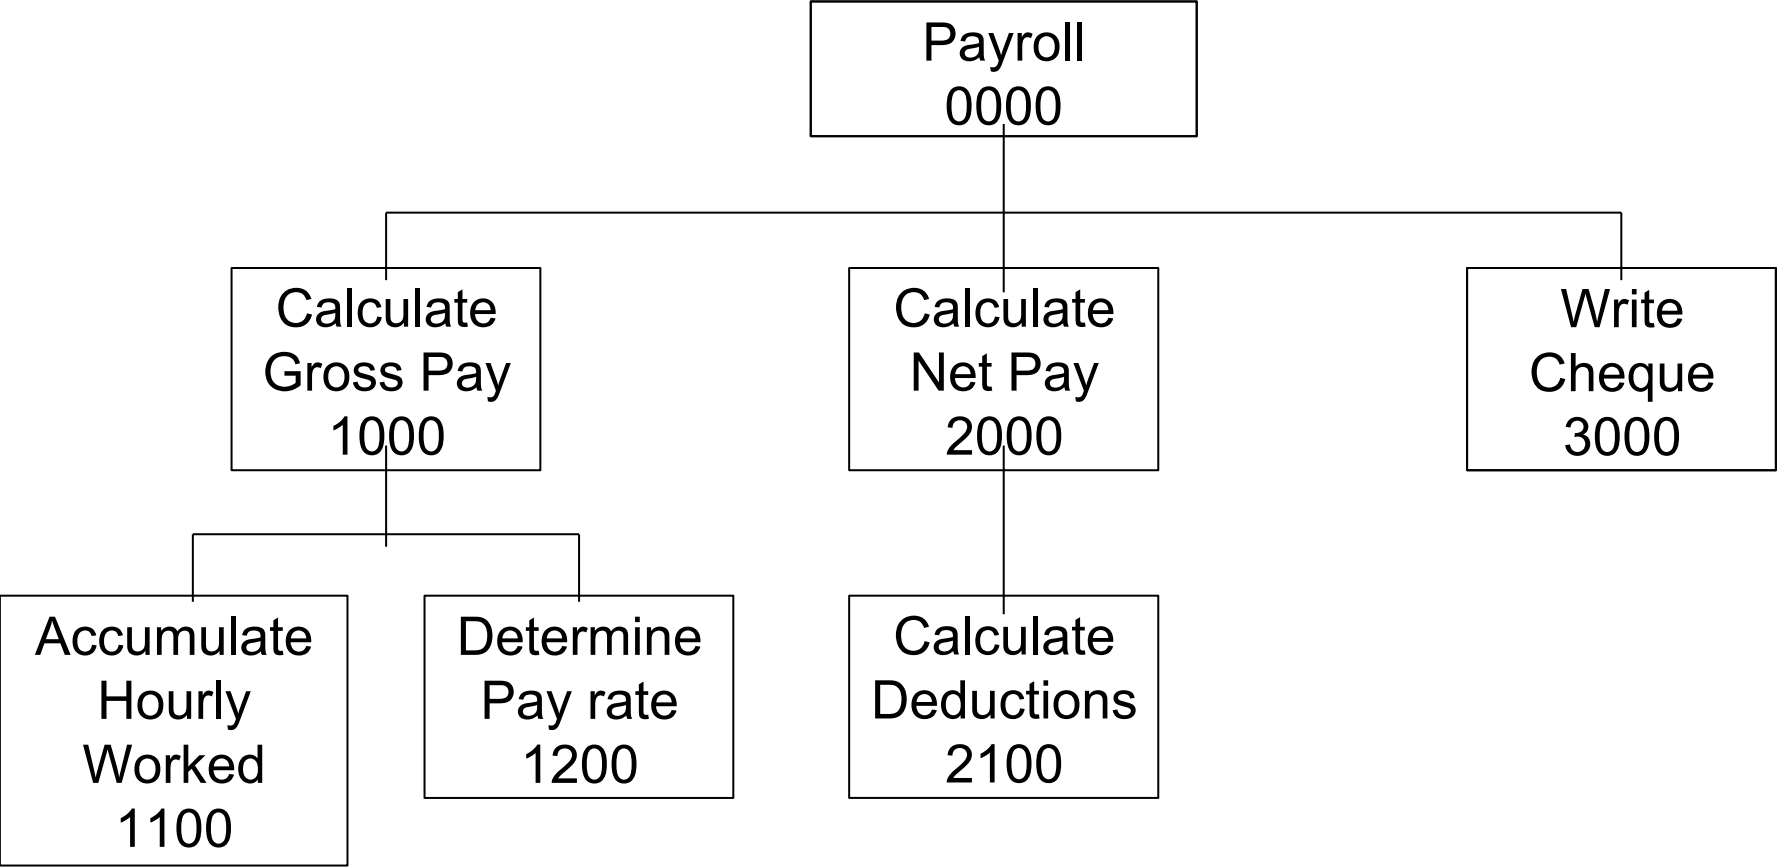 Payroll
0000
Calculate
Gross Pay
1000
Calculate
Net Pay
2000
Write
Cheque
3000
Accumulate
Hourly
Worked
1100
Determine
Pay rate
1200
Calculate
Deductions
2100